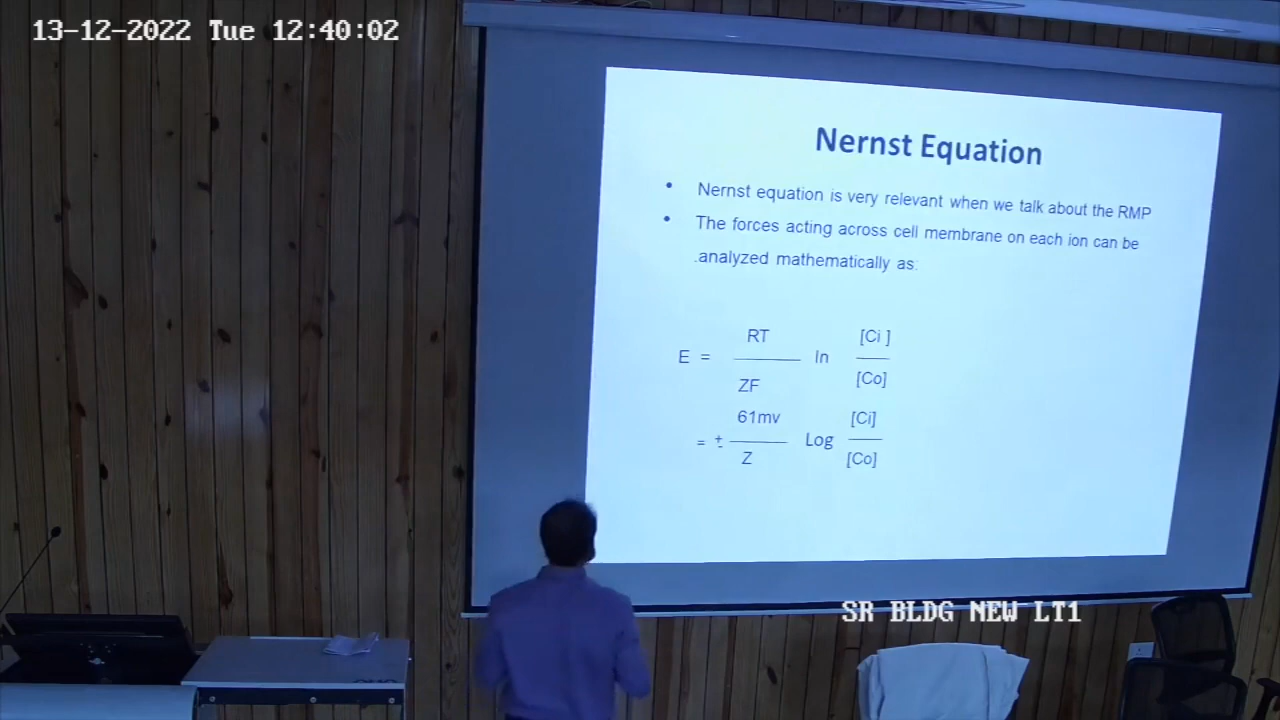 13-12-2022 Tue 12:40:02
Nernst Equation
• Nernst equation is very relevant when we talk about the RMP
• The forces acting across cell membrane on each ion can be
.analyzed mathematically as:
RT
[Ci ]
E =
ln
ZF
[Co]
61mv
[Ci]
= ±
Log
Z
[Co]
SR BLDG NEW LT1